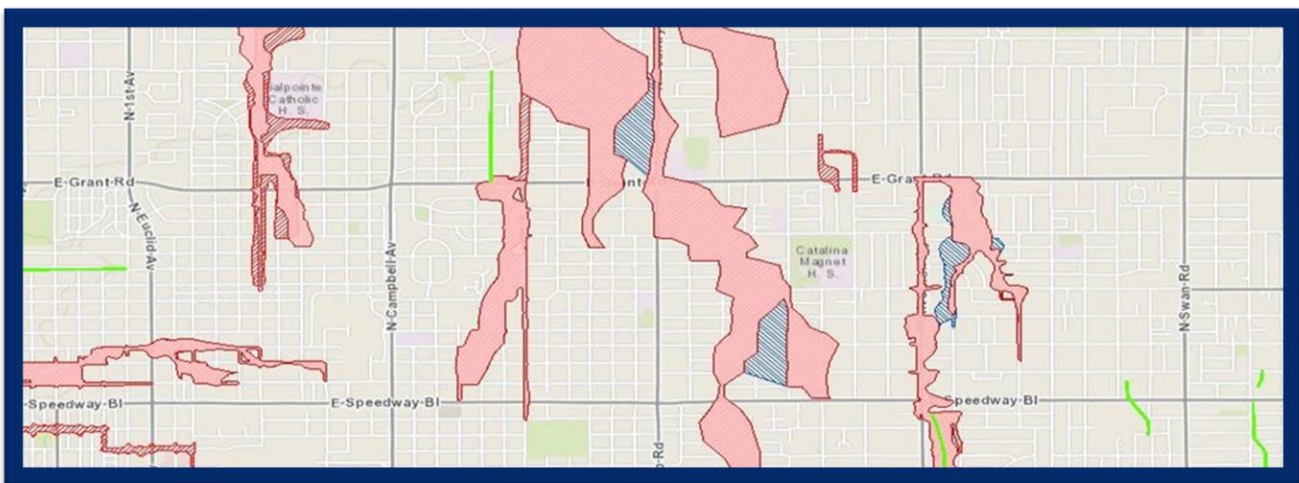 N-1st-Av
Salpointe
Catholic
H. S.
E-Grant-Rd
E-Grant-Rd
N-Euclid-Av
N-Campbell-Av
Catalina
Magnet
H. S.
N-Swan-Rd
-Speedway-Bl
E-Speedway-Bl
Speedway-Bl
-Rd